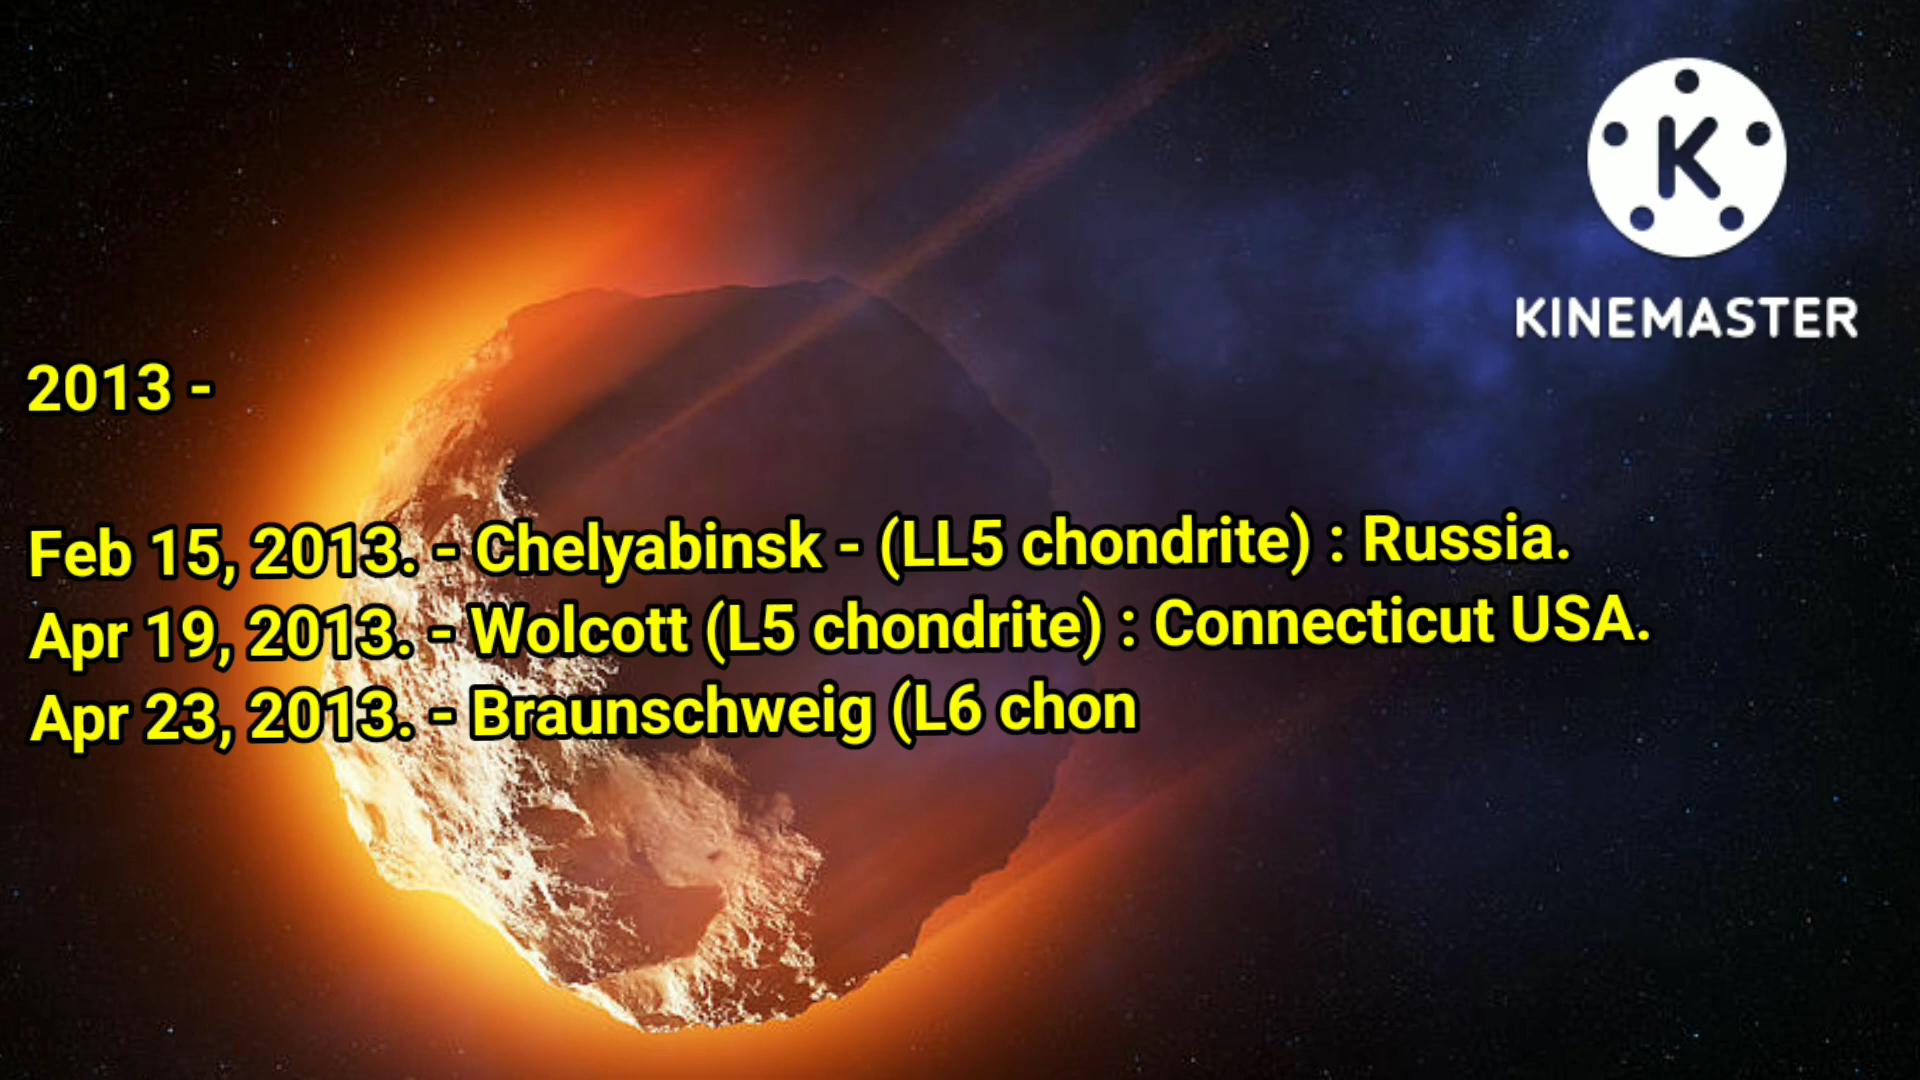 K
KINEMASTER
2013 -
Feb 15, 2013. - Chelyabinsk - (LL5 chondrite) : Russia.
Apr 19, 2013. - Wolcott (L5 chondrite) : Connecticut USA.
Apr 23, 2013. - Braunschweig (L6 chon